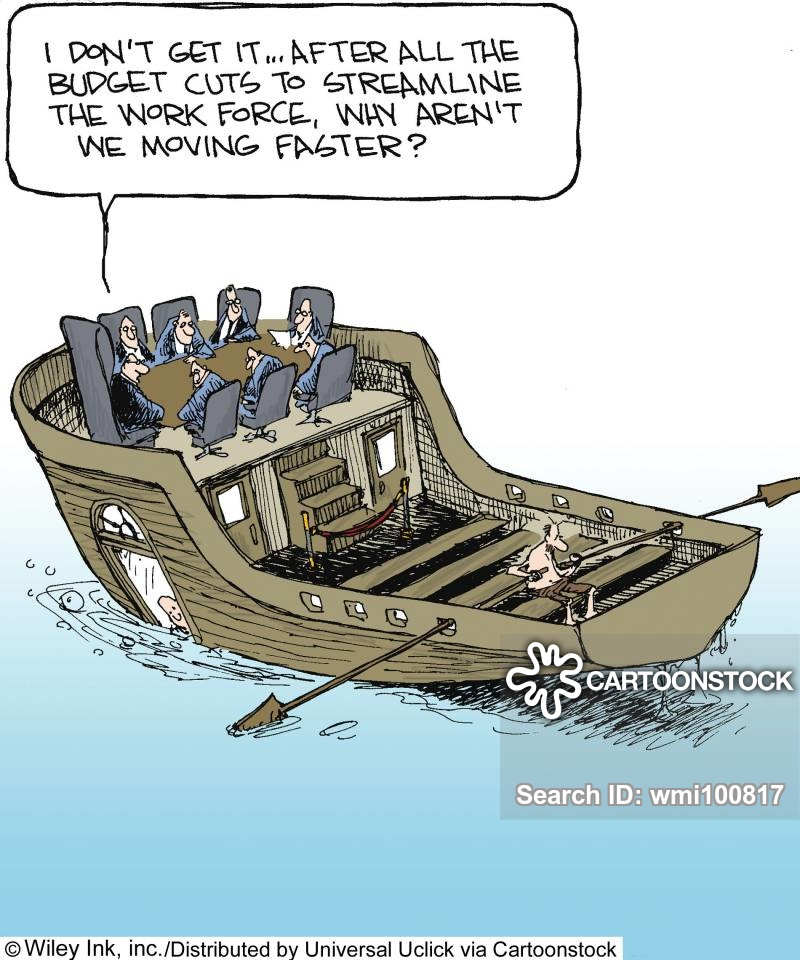 I DON'T GET IT...AFTER ALL THE
BUDGET CUTS TO STREAMLINE
THE WORK FORCE, WHY AREN'T
WE MOVING FASTER?
CARTOONSTOCK
Search ID: wmi100817
©Wiley Ink, inc./Distributed by Universal Uclick via Cartoonstock